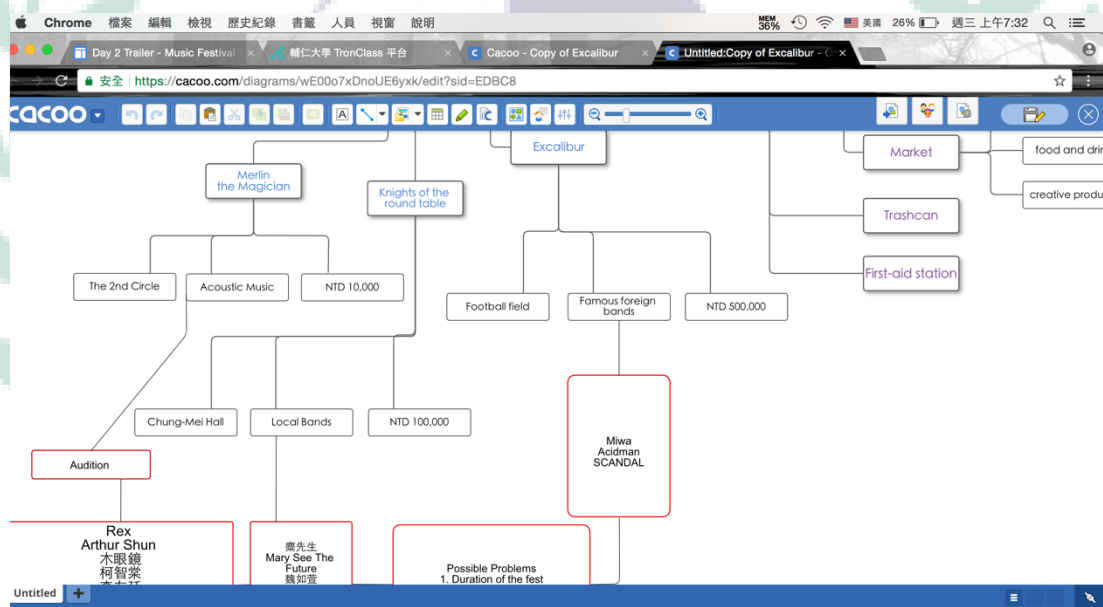 Chrome 檔案 編輯 檢視 歷史紀錄 書籤 人員 視窗 說明 MEM 36% 美國 26% 週三 上午7:32
Day 2 Trailer - Music Festival × 輔仁大學 TronClass 平台 × Cacoo - Copy of Excalibur × Untitled:Copy of Excalibur - C ×
安全 https://cacoo.com/diagrams/wE00o7xDnoUE6yxk/edit?sid=EDBC8
cacoo
Excalibur
Market
food and drin
Merlin
the Magician
Knights of the
round table
creative produ
Trashcan
First-aid station
The 2nd Circle
Acoustic Music
NTD 10,000
Football field
Famous foreign
bands
NTD 500,000
Chung-Mei Hall
Local Bands
NTD 100,000
Audition
Miwa
Acidman
SCANDAL
Rex
Arthur Shun
木眼鏡
柯智棠
麋先生
Mary See The
Future
魏如萱
Possible Problems
1. Duration of the fest
Untitled